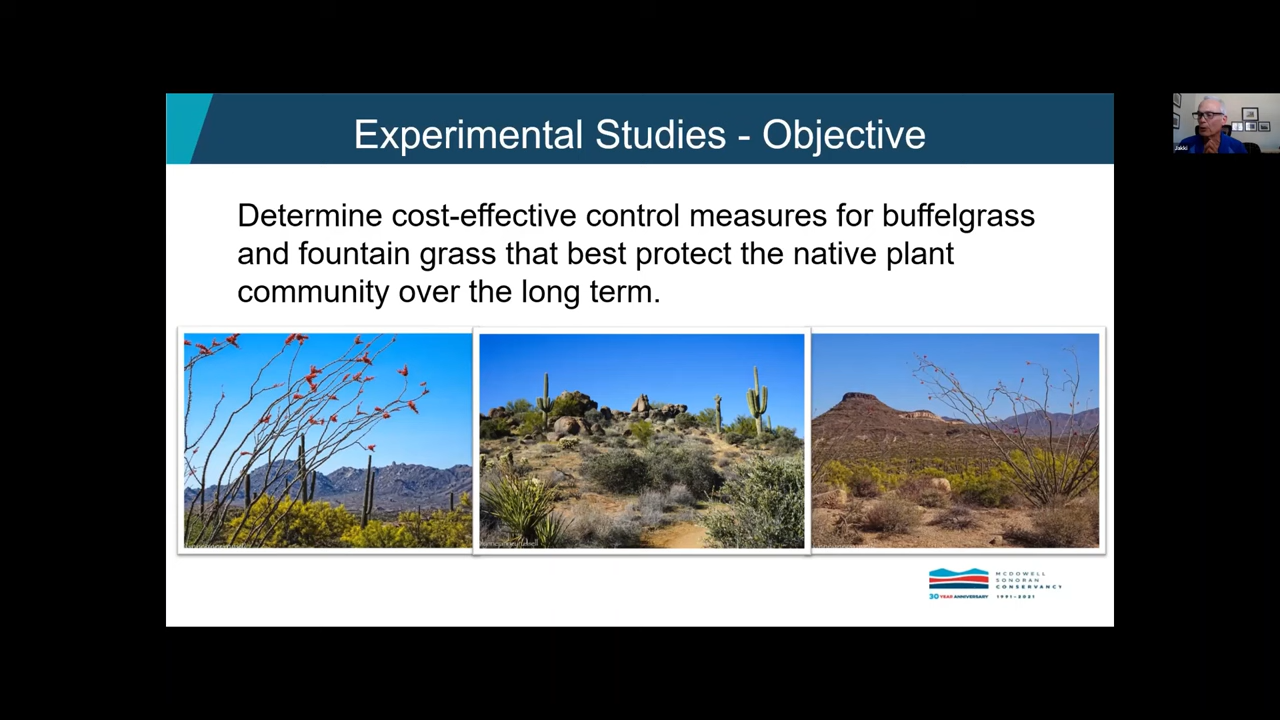 Experimental Studies - Objective
Determine cost-effective control measures for buffelgrass
and fountain grass that best protect the native plant
community over the long term.
MCDOWELL
SONORAN
CONSERVANCY
30 YEAR ANNIVERSARY
1991-2021
Jakki